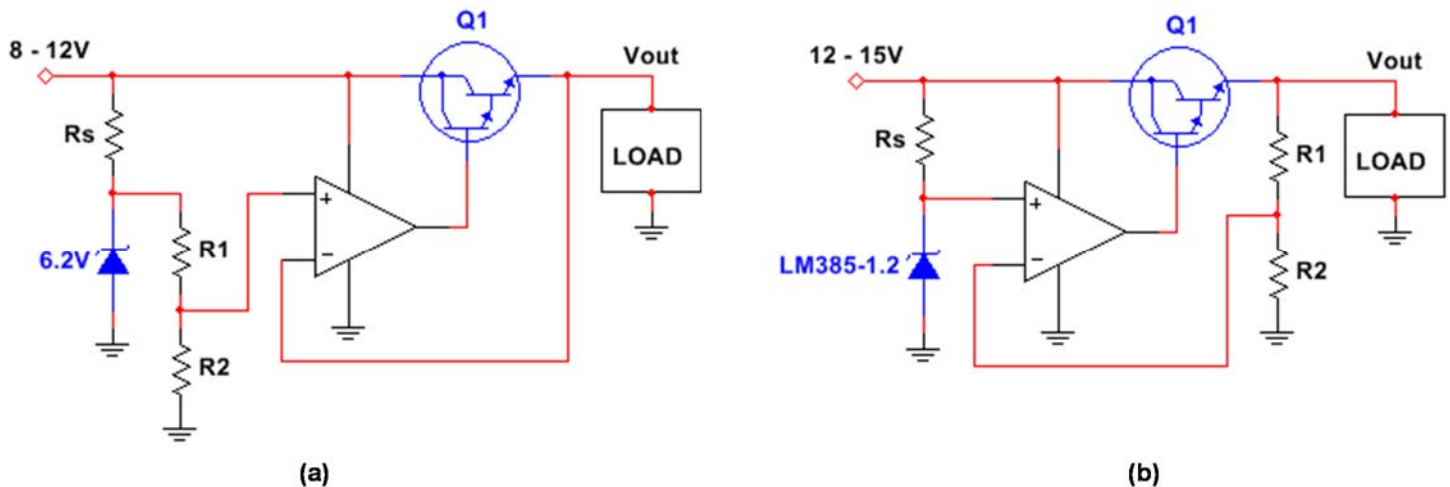 Q1
8 - 12V
Vout
Rs
LOAD
+
6.2V
R1
−
R2
(a)
Q1
12 - 15V
Vout
Rs
R1
LOAD
+
LM385-1.2
−
R2
(b)